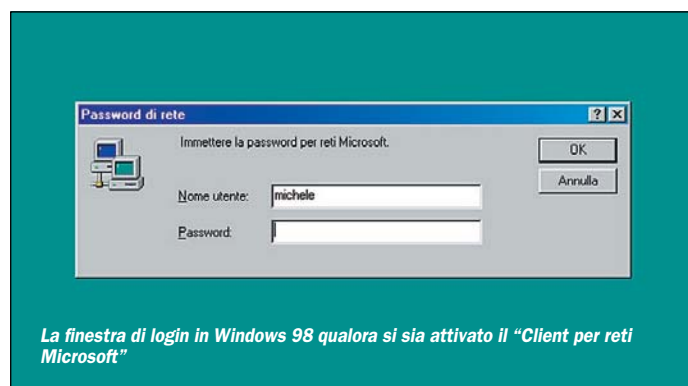 Password di rete
Immettere la password per reti Microsoft.
OK
Annulla
Nome utente: michele
Password:
La finestra di login in Windows 98 qualora si sia attivato il “Client per reti
Microsoft”